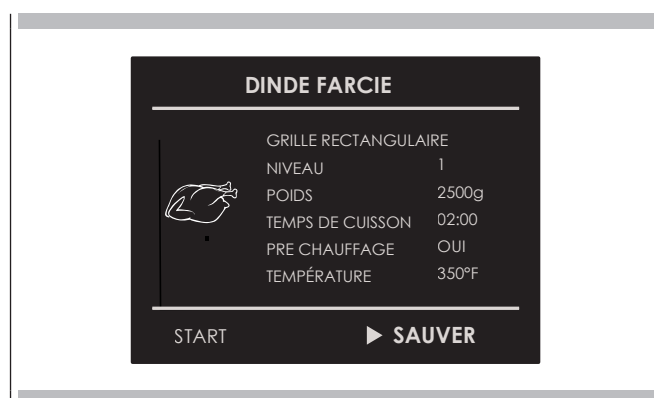 DINDE FARCIE
GRILLE RECTANGULAIRE
NIVEAU 1
POIDS 2500g
TEMPS DE CUISSON 02:00
PRE CHAUFFAGE OUI
TEMPÉRATURE 350°F
START ▶ SAUVER